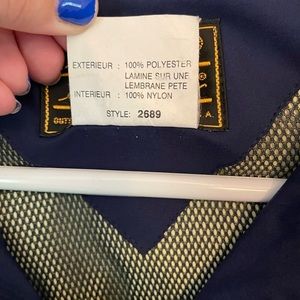 EXTERIEUR : 100% POLYESTER
LAMINE SUR UNE
LEMBRANE PETE
INTERIEUR : 100% NYLON
STYLE: 2689